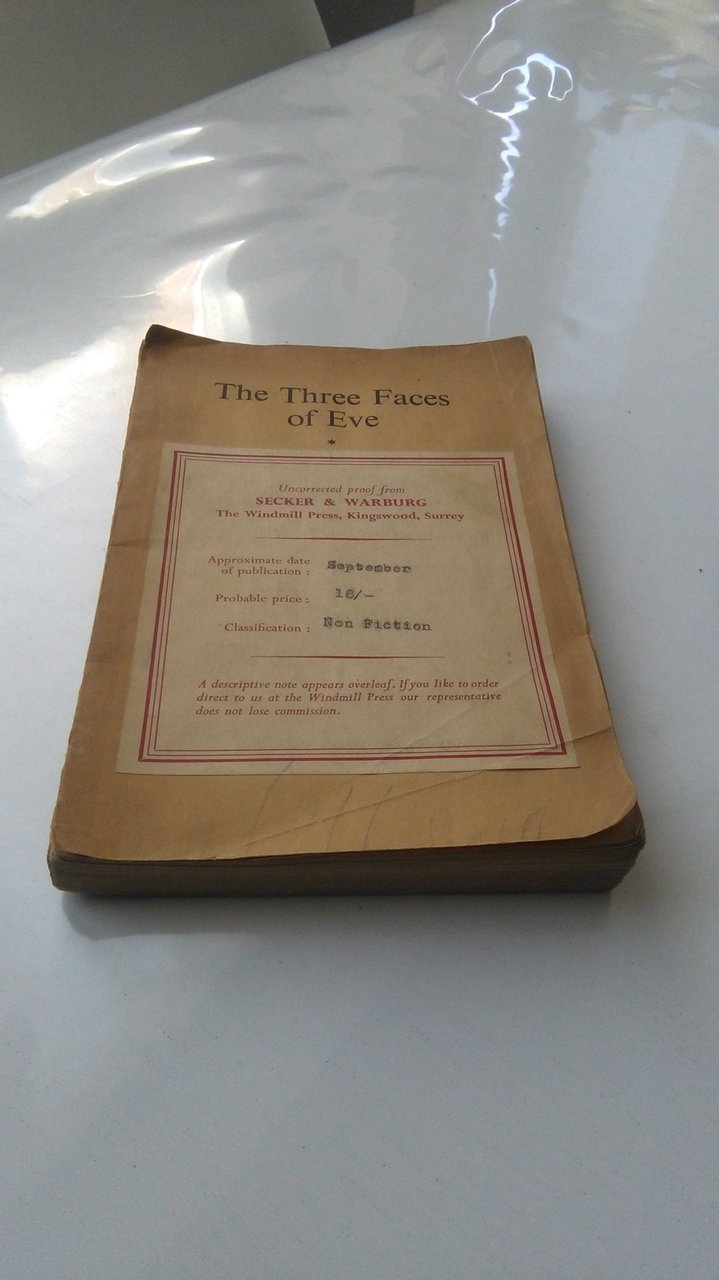 The Three Faces
of Eve
*
Uncorrected proof from
SECKER & WARBURG
The Windmill Press, Kingswood, Surrey
Approximate date
of publication : September
Probable price : 18/-
Classification : Non Fiction
A descriptive note appears overleaf. If you like to order
direct to us at the Windmill Press our representative
does not lose commission.